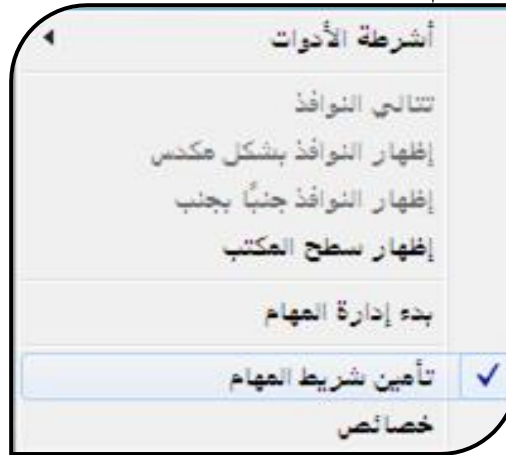 أشرطة الأدوات
تتالي النوافذ
إظهار النوافذ بشكل مكدس
إظهار النوافذ جنبًا بجنب
إظهار سطح المكتب
بدء إدارة المهام
تأمين شريط المهام
خصائص